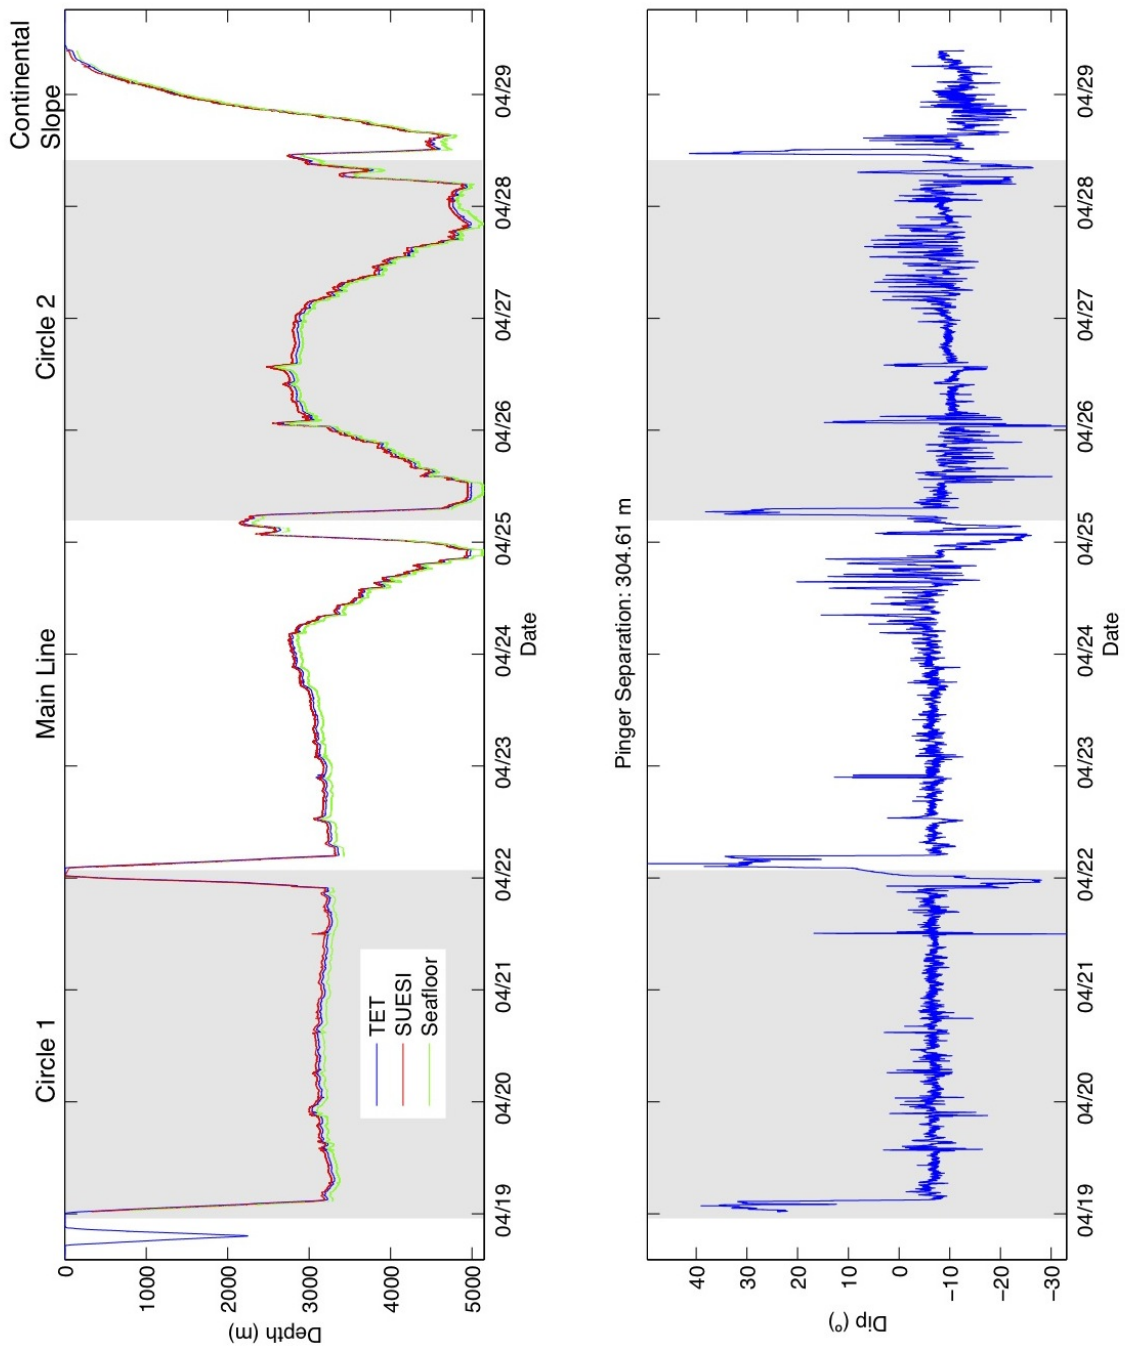 Circle 1
Main Line
Circle 2
Continental
Slope
0
1000
2000
3000
4000
5000
Depth (m)
TET
SUESI
Seafloor
04/19
04/20
04/21
04/22
04/23
04/24
04/25
04/26
04/27
04/28
04/29
Date
Pinger Separation: 304.61 m
40
30
20
10
0
−10
−20
−30
Dip (°)
04/19
04/20
04/21
04/22
04/23
04/24
04/25
04/26
04/27
04/28
04/29
Date